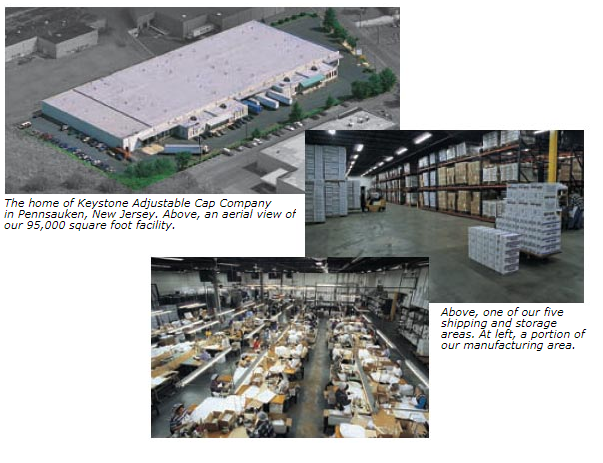 The home of Keystone Adjustable Cap Company
in Pennsauken, New Jersey. Above, an aerial view of
our 95,000 square foot facility.
Above, one of our five
shipping and storage
areas. At left, a portion of
our manufacturing area.